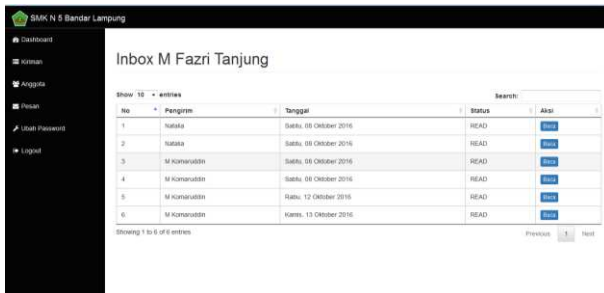 SMK N 5 Bandar Lampung
Dashboard
Kiriman
Anggota
Pesan
Ubah Password
Logout
Inbox M Fazri Tanjung
Show 10 entries
Search:
No Pengirim Tanggal Status Aksi
1 Nataka Sabtu, 08 Oktober 2016 READ Baca
2 Nataka Sabtu, 08 Oktober 2016 READ Baca
3 M Komaruddin Sabtu, 08 Oktober 2016 READ Baca
4 M Komaruddin Sabtu, 08 Oktober 2016 READ Baca
5 M Komaruddin Rabu, 12 Oktober 2016 READ Baca
6 M Komaruddin Kamis, 13 Oktober 2016 READ Baca
Showing 1 to 6 of 6 entries
Previous 1 Next